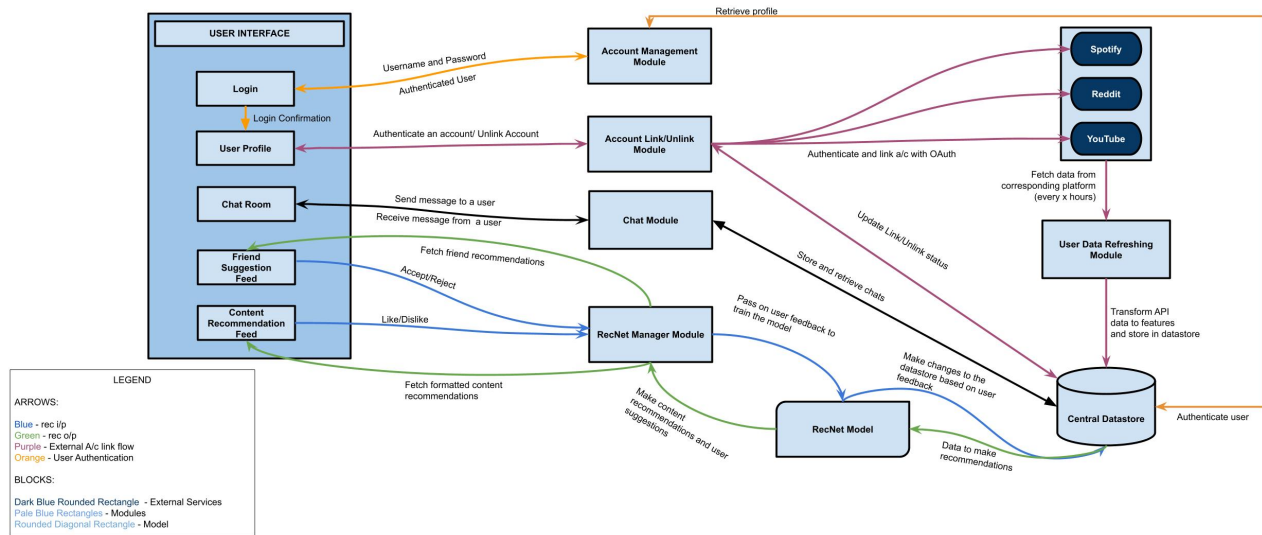 Retrieve profile
USER INTERFACE
Account Management
Module
Spotify
Username and Password
Authenticated User
Login
Reddit
Login Confirmation
Authenticate an account/ Unlink Account
User Profile
Account Link/Unlink
Module
YouTube
Authenticate and link a/c with OAuth
Fetch data from
corresponding platform
(every x hours)
Send message to a user
Chat Room
Receive message from a user
Chat Module
Update Link/Unlink status
User Data Refreshing
Module
Fetch friend recommendations
Friend
Suggestion
Feed
Store and retrieve chats
Accept/Reject
Pass on user feedback to
train the model
Transform API
data to features
and store in datastore
Content
Recommendation
Feed
Like/Dislike
RecNet Manager Module
Make changes to the
datastore based on user
feedback
Fetch formatted content
recommendations
Make content
recommendations and user
suggestions
RecNet Model
Central Datastore
Authenticate user
Data to make
recommendations
LEGEND
ARROWS:
Blue - rec i/p
Green - rec o/p
Purple - External A/c link flow
Orange - User Authentication
BLOCKS:
Dark Blue Rounded Rectangle - External Services
Pale Blue Rectangles - Modules
Rounded Diagonal Rectangle - Model